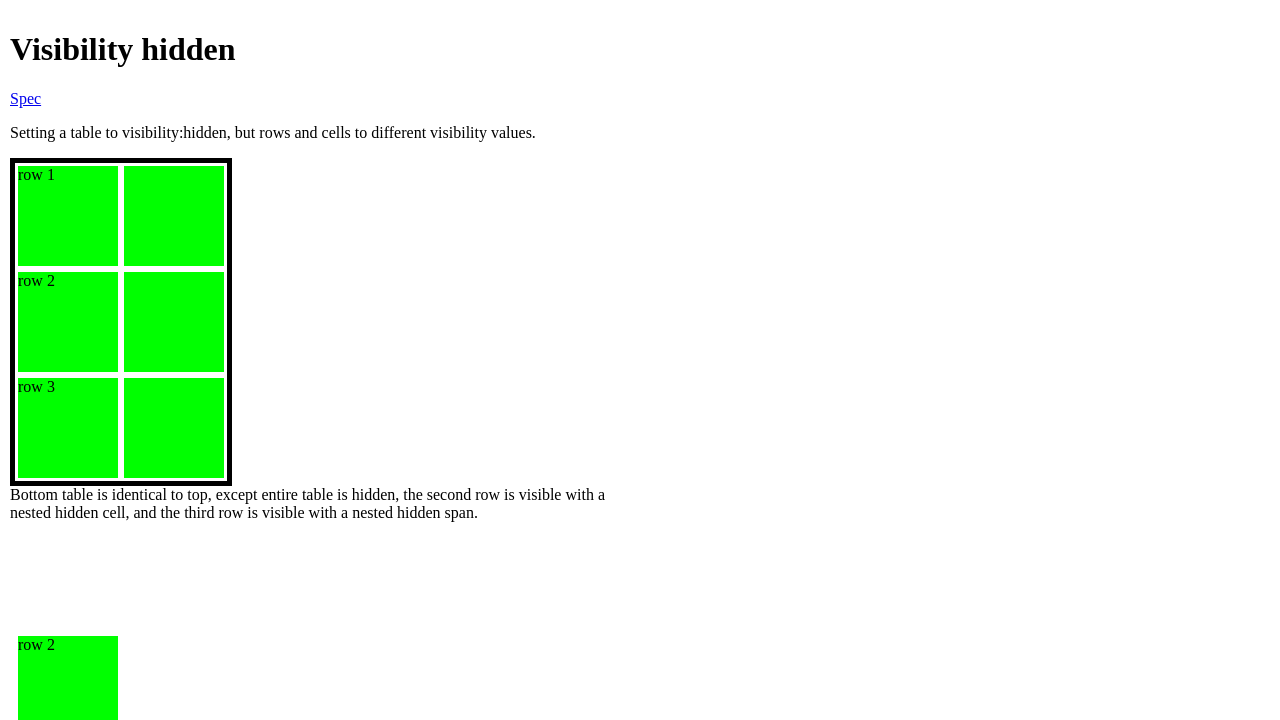 Visibility hidden
Spec
Setting a table to visibility:hidden, but rows and cells to different visibility values.
row 1
row 2
row 3
Bottom table is identical to top, except entire table is hidden, the second row is visible with a
nested hidden cell, and the third row is visible with a nested hidden span.
row 2